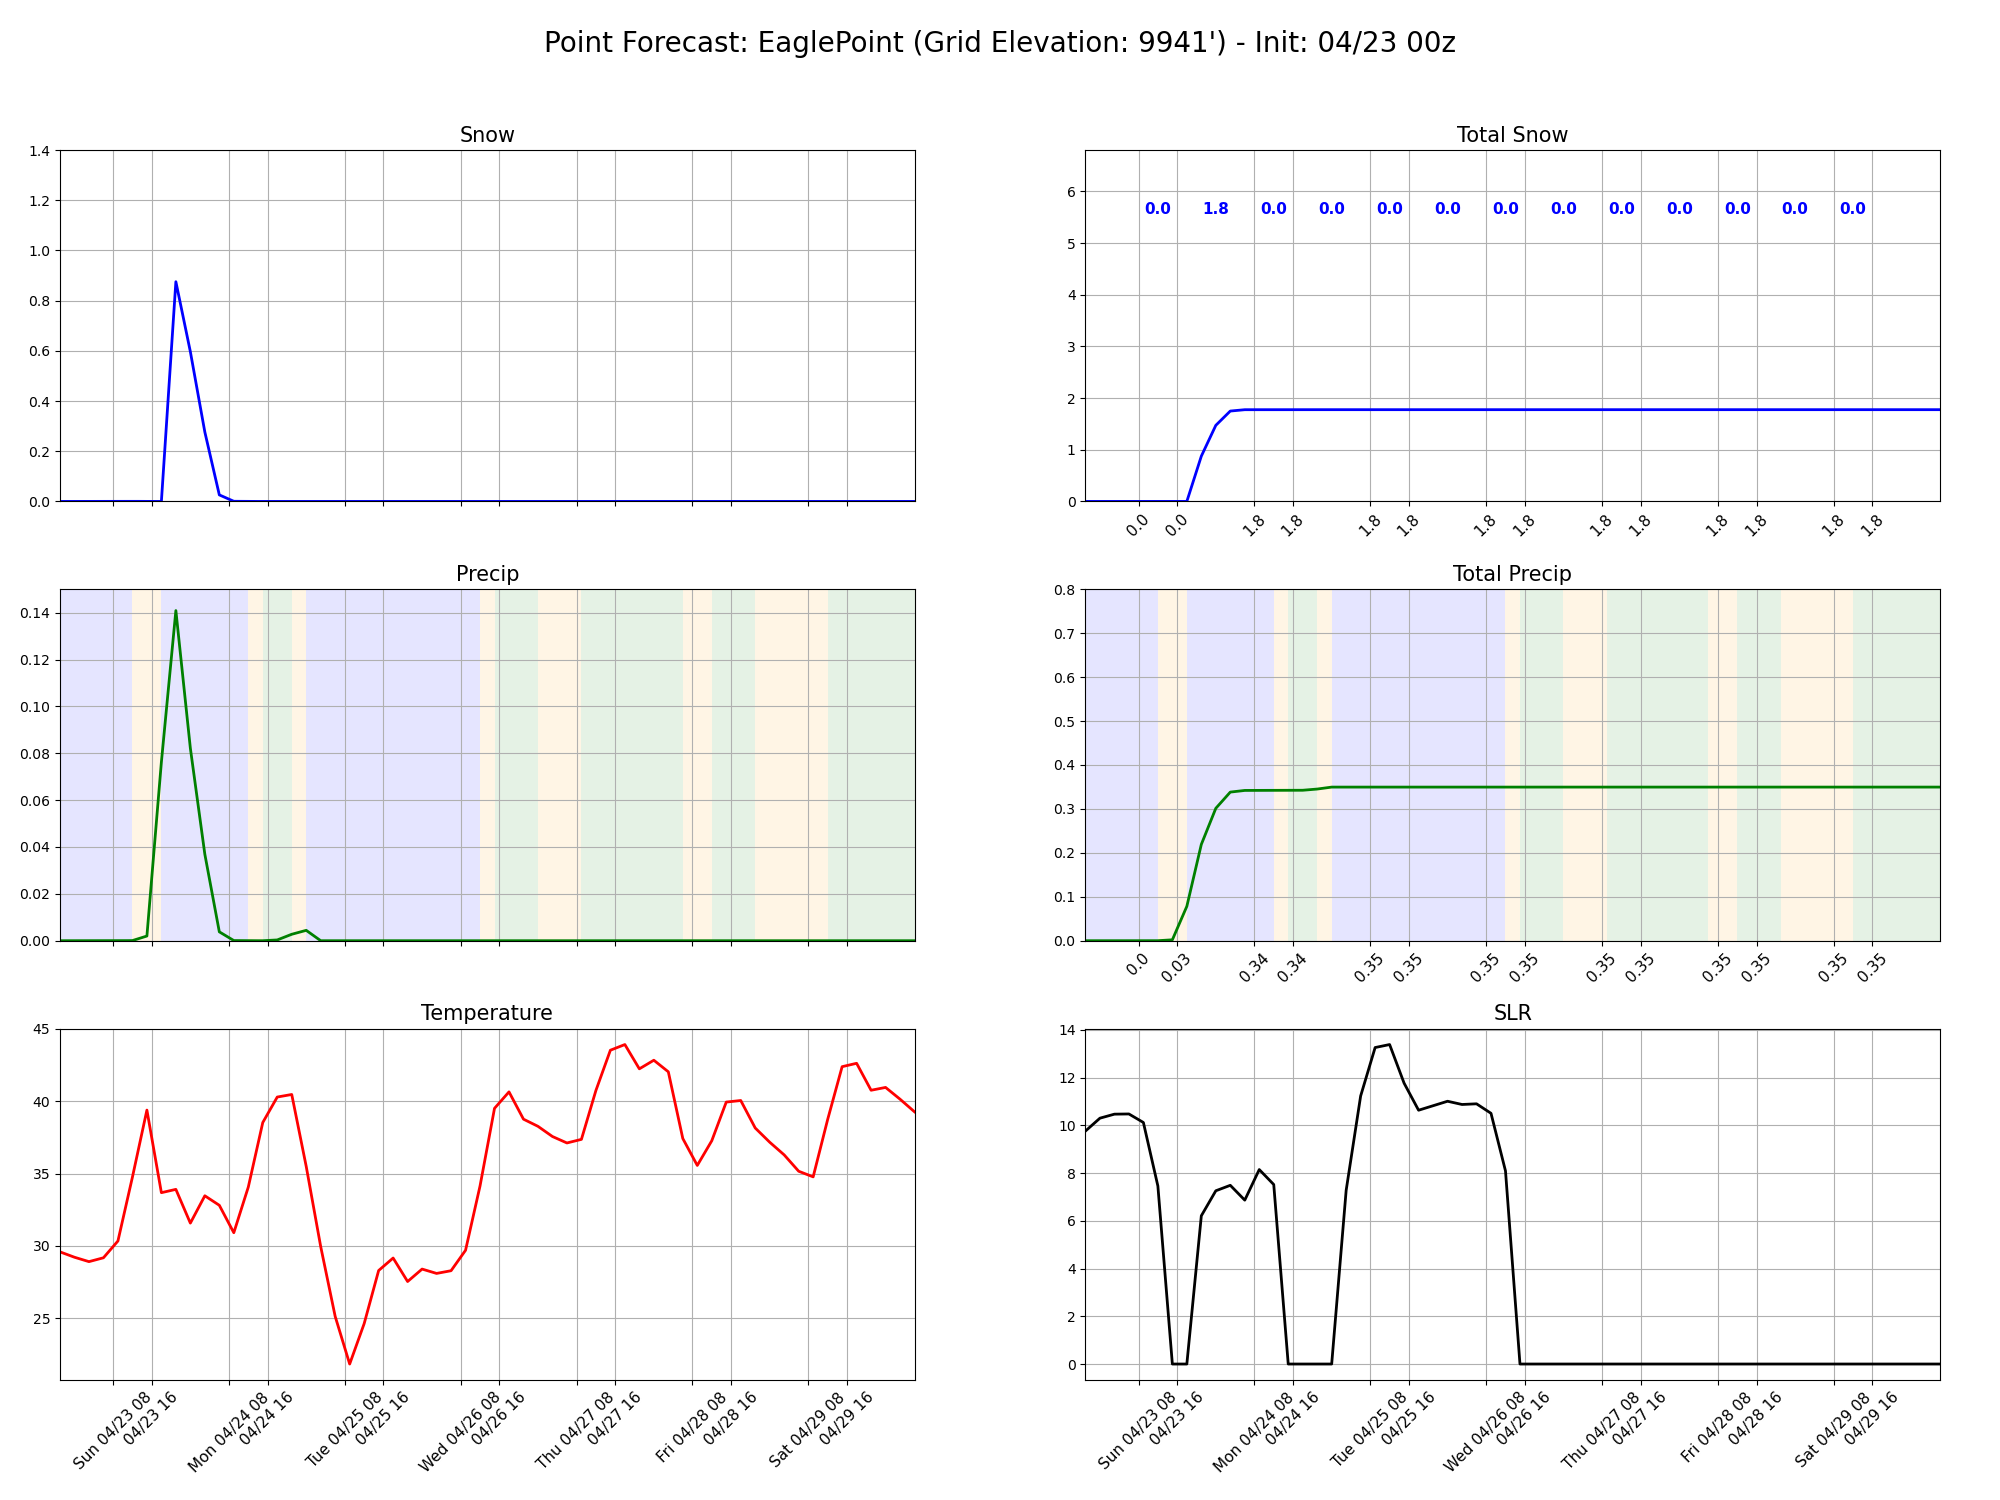 Point Forecast: EaglePoint (Grid Elevation: 9941') - Init: 04/23 00z
Snow
1.4
1.2
1.0
0.8
0.6
0.4
0.2
0.0
Total Snow
6
5
4
3
2
1
0
0.0 1.8 0.0 0.0 0.0 0.0 0.0 0.0 0.0 0.0 0.0 0.0 0.0
0.0 0.0 1.8 1.8 1.8 1.8 1.8 1.8 1.8 1.8 1.8 1.8 1.8 1.8
Precip
0.14
0.12
0.10
0.08
0.06
0.04
0.02
0.00
Total Precip
0.8
0.7
0.6
0.5
0.4
0.3
0.2
0.1
0.0
0.0 0.03 0.34 0.34 0.35 0.35 0.35 0.35 0.35 0.35 0.35 0.35 0.35 0.35
Temperature
45
40
35
30
25
Sun 04/23 08
04/23 16
Mon 04/24 08
04/24 16
Tue 04/25 08
04/25 16
Wed 04/26 08
04/26 16
Thu 04/27 08
04/27 16
Fri 04/28 08
04/28 16
Sat 04/29 08
04/29 16
SLR
14
12
10
8
6
4
2
0
Sun 04/23 08
04/23 16
Mon 04/24 08
04/24 16
Tue 04/25 08
04/25 16
Wed 04/26 08
04/26 16
Thu 04/27 08
04/27 16
Fri 04/28 08
04/28 16
Sat 04/29 08
04/29 16